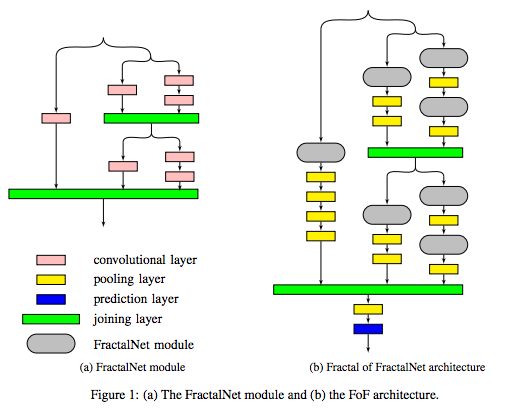 convolutional layer
pooling layer
prediction layer
joining layer
FractalNet module
(a) FractalNet module
(b) Fractal of FractalNet architecture
Figure 1: (a) The FractalNet module and (b) the FoF architecture.